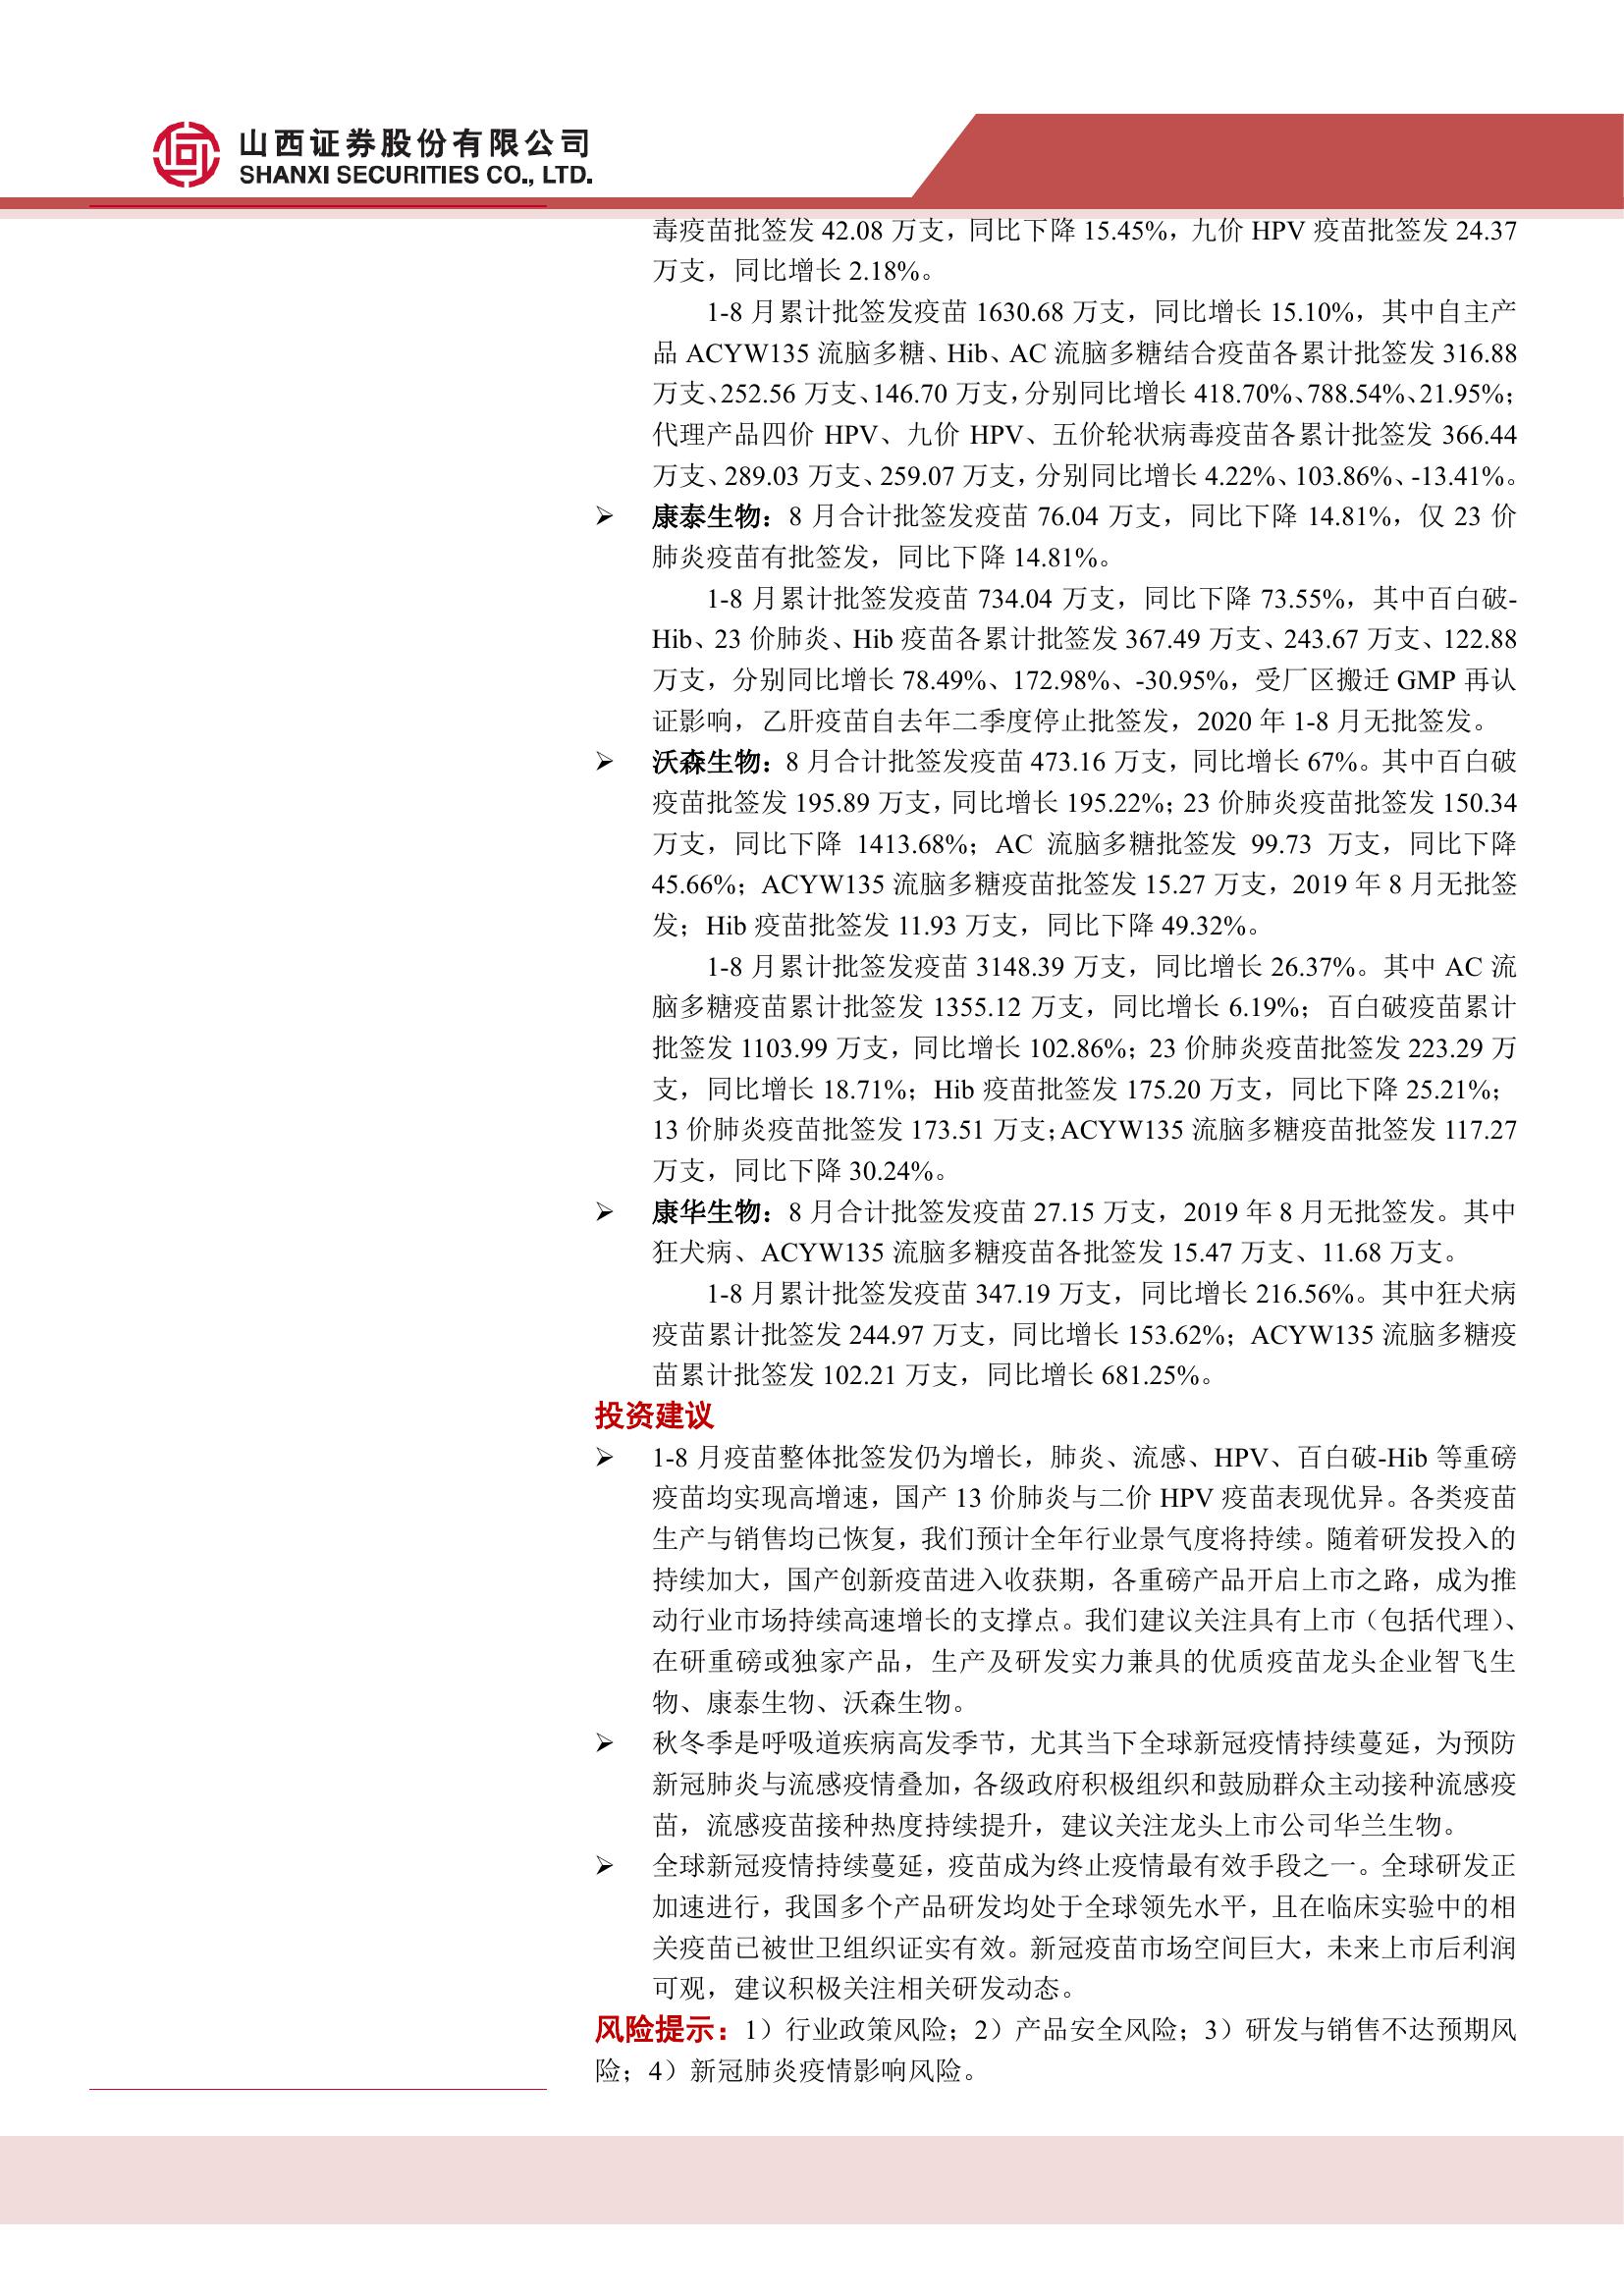 山西证券股份有限公司
SHANXI SECURITIES CO., LTD.
毒疫苗批签发 42.08 万支，同比下降 15.45%，九价 HPV 疫苗批签发 24.37
万支，同比增长 2.18%。
1-8 月累计批签发疫苗 1630.68 万支，同比增长 15.10%，其中自主产
品 ACYW135 流脑多糖、Hib、AC 流脑多糖结合疫苗各累计批签发 316.88
万支、252.56 万支、146.70 万支，分别同比增长 418.70%、788.54%、21.95%；
代理产品四价 HPV、九价 HPV、五价轮状病毒疫苗各累计批签发 366.44
万支、289.03 万支、259.07 万支，分别同比增长 4.22%、103.86%、-13.41%。
➢ 康泰生物：8 月合计批签发疫苗 76.04 万支，同比下降 14.81%，仅 23 价
肺炎疫苗有批签发，同比下降 14.81%。
1-8 月累计批签发疫苗 734.04 万支，同比下降 73.55%，其中百白破-
Hib、23 价肺炎、Hib 疫苗各累计批签发 367.49 万支、243.67 万支、122.88
万支，分别同比增长 78.49%、172.98%、-30.95%，受厂区搬迁 GMP 再认
证影响，乙肝疫苗自去年二季度停止批签发，2020 年 1-8 月无批签发。
➢ 沃森生物：8 月合计批签发疫苗 473.16 万支，同比增长 67%。其中百白破
疫苗批签发 195.89 万支，同比增长 195.22%；23 价肺炎疫苗批签发 150.34
万支，同比下降 1413.68%；AC 流脑多糖批签发 99.73 万支，同比下降
45.66%；ACYW135 流脑多糖疫苗批签发 15.27 万支，2019 年 8 月无批签
发；Hib 疫苗批签发 11.93 万支，同比下降 49.32%。
1-8 月累计批签发疫苗 3148.39 万支，同比增长 26.37%。其中 AC 流
脑多糖疫苗累计批签发 1355.12 万支，同比增长 6.19%；百白破疫苗累计
批签发 1103.99 万支，同比增长 102.86%；23 价肺炎疫苗批签发 223.29 万
支，同比增长 18.71%；Hib 疫苗批签发 175.20 万支，同比下降 25.21%；
13 价肺炎疫苗批签发 173.51 万支；ACYW135 流脑多糖疫苗批签发 117.27
万支，同比下降 30.24%。
➢ 康华生物：8 月合计批签发疫苗 27.15 万支，2019 年 8 月无批签发。其中
狂犬病、ACYW135 流脑多糖疫苗各批签发 15.47 万支、11.68 万支。
1-8 月累计批签发疫苗 347.19 万支，同比增长 216.56%。其中狂犬病
疫苗累计批签发 244.97 万支，同比增长 153.62%；ACYW135 流脑多糖疫
苗累计批签发 102.21 万支，同比增长 681.25%。
投资建议
➢ 1-8 月疫苗整体批签发仍为增长，肺炎、流感、HPV、百白破-Hib 等重磅
疫苗均实现高增速，国产 13 价肺炎与二价 HPV 疫苗表现优异。各类疫苗
生产与销售均已恢复，我们预计全年行业景气度将持续。随着研发投入的
持续加大，国产创新疫苗进入收获期，各重磅产品开启上市之路，成为推
动行业市场持续高速增长的支撑点。我们建议关注具有上市（包括代理）、
在研重磅或独家产品，生产及研发实力兼具的优质疫苗龙头企业智飞生
物、康泰生物、沃森生物。
➢ 秋冬季是呼吸道疾病高发季节，尤其当下全球新冠疫情持续蔓延，为预防
新冠肺炎与流感疫情叠加，各级政府积极组织和鼓励群众主动接种流感疫
苗，流感疫苗接种热度持续提升，建议关注龙头上市公司华兰生物。
➢ 全球新冠疫情持续蔓延，疫苗成为终止疫情最有效手段之一。全球研发正
加速进行，我国多个产品研发均处于全球领先水平，且在临床实验中的相
关疫苗已被世卫组织证实有效。新冠疫苗市场空间巨大，未来上市后利润
可观，建议积极关注相关研发动态。
风险提示：1）行业政策风险；2）产品安全风险；3）研发与销售不达预期风
险；4）新冠肺炎疫情影响风险。